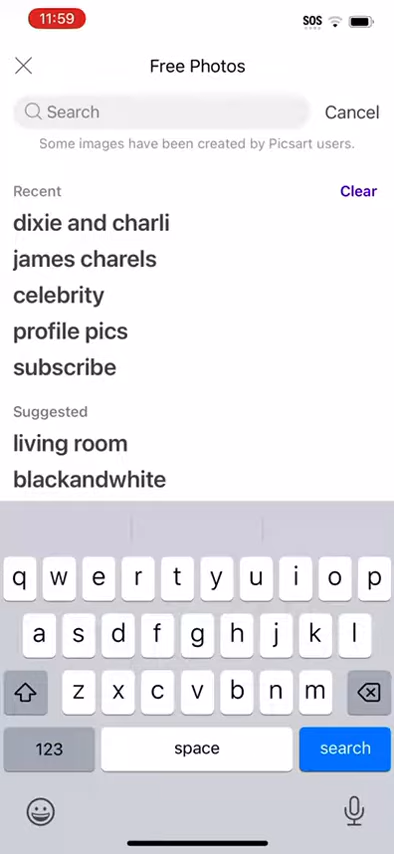 11:59
SOS
Free Photos
Search
Cancel
Some images have been created by Picsart users.
Recent
Clear
dixie and charli
james charels
celebrity
profile pics
subscribe
Suggested
living room
blackandwhite
q w e r t y u i o p
a s d f g h j k l
z x c v b n m
123 space search